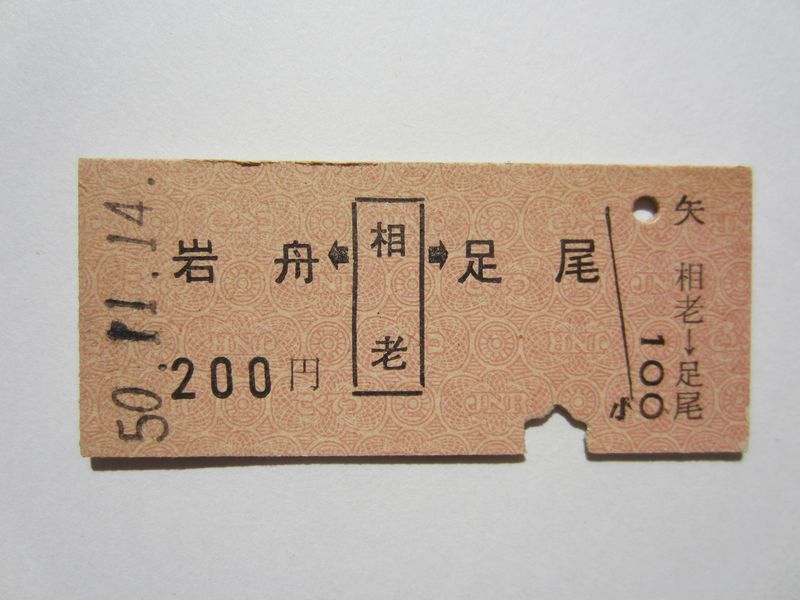 50.11.14.
岩舟⬅相老➡足尾
200円
矢 相老→足尾
小 100